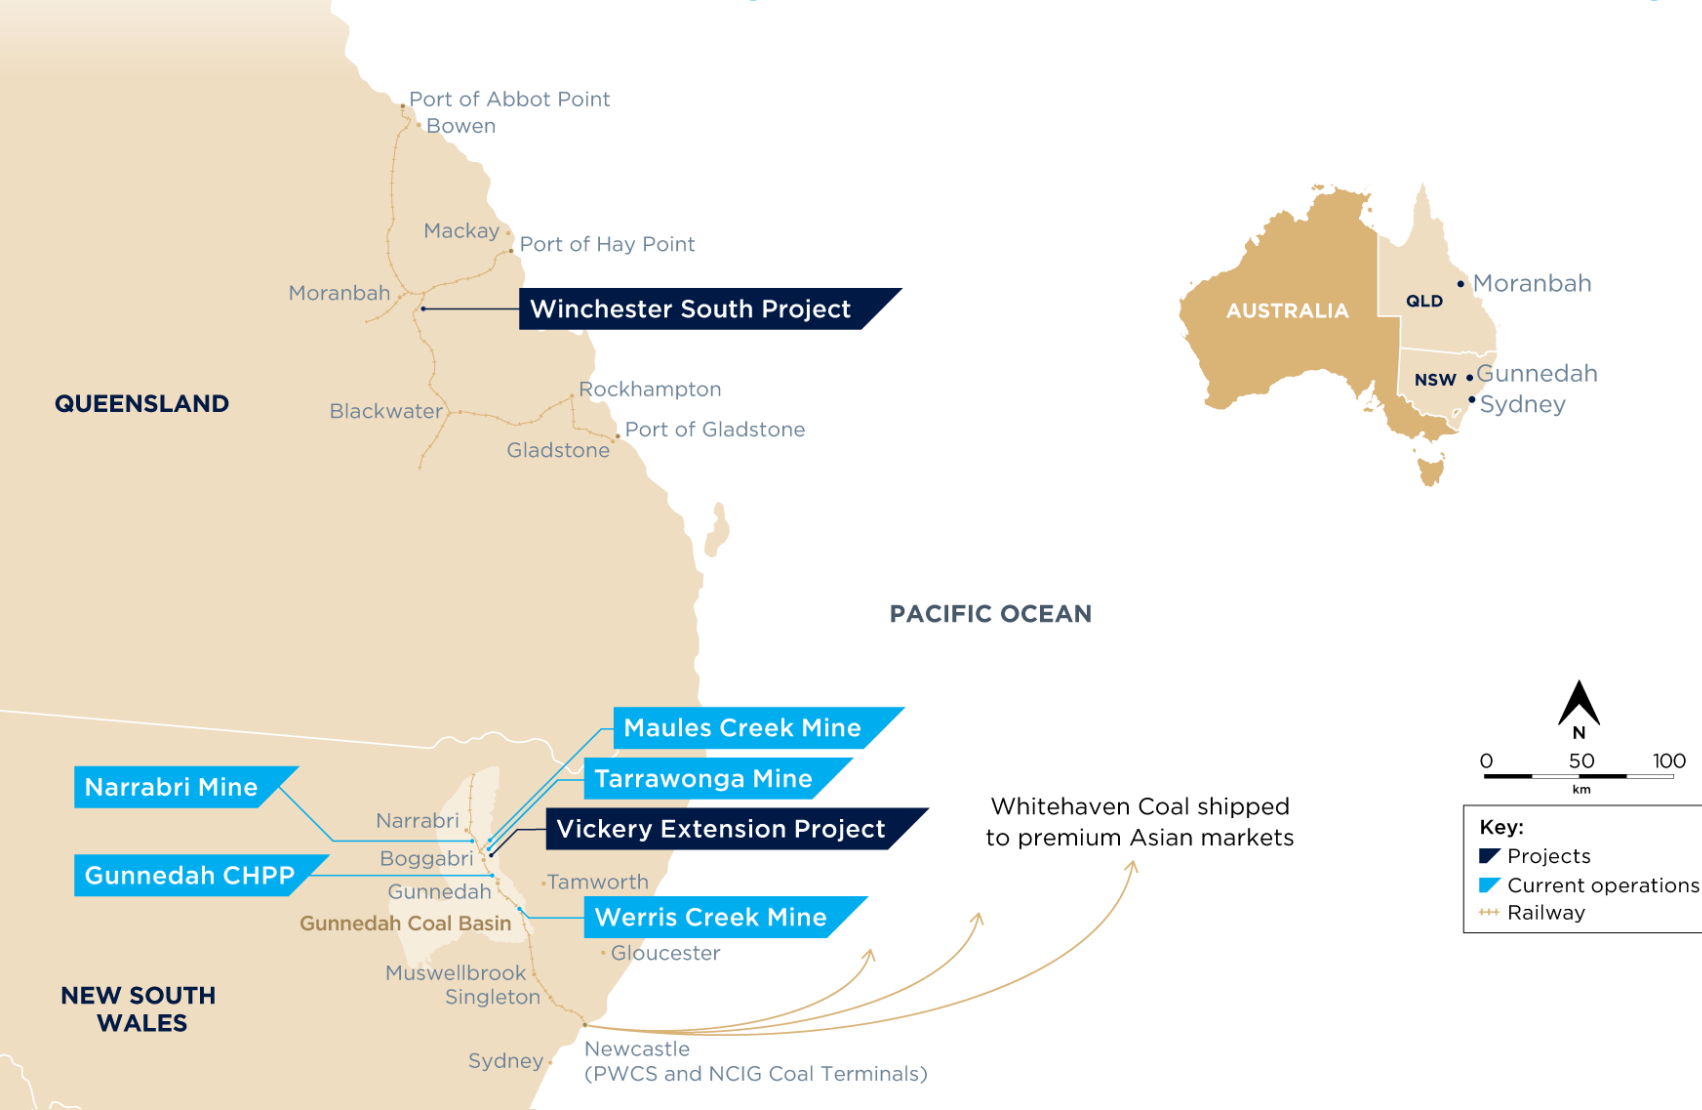 Port of Abbot Point
Bowen
Mackay
Port of Hay Point
Moranbah
Winchester South Project
QUEENSLAND
Rockhampton
Blackwater
Port of Gladstone
Gladstone
AUSTRALIA
QLD
Moranbah
NSW
Gunnedah
Sydney
PACIFIC OCEAN
Maules Creek Mine
Tarrawonga Mine
Narrabri Mine
Vickery Extension Project
Narrabri
Boggabri
Gunnedah CHPP
Gunnedah
Tamworth
Gunnedah Coal Basin
Werris Creek Mine
Gloucester
Muswellbrook
Singleton
NEW SOUTH
WALES
Newcastle
(PWCS and NCIG Coal Terminals)
Sydney
Whitehaven Coal shipped
to premium Asian markets
N
0 50 100
km
Key:
Projects
Current operations
Railway